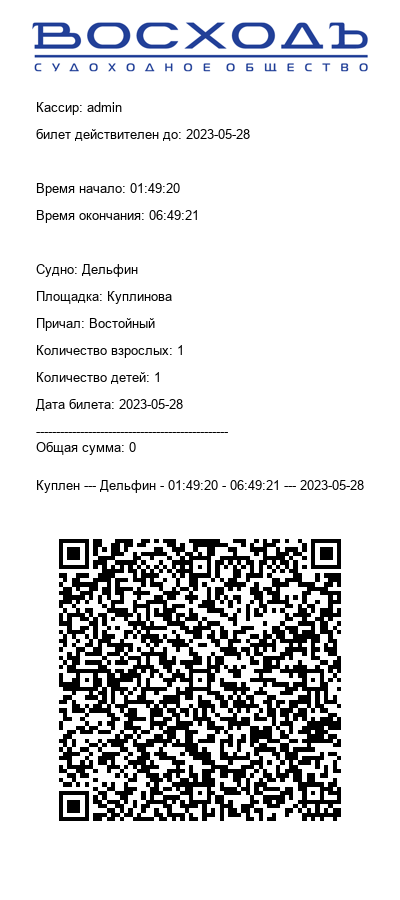 ВОСХОДЪ
СУДОХОДНОЕ ОБЩЕСТВО
Кассир: admin
билет действителен до: 2023-05-28
Время начало: 01:49:20
Время окончания: 06:49:21
Судно: Дельфин
Площадка: Куплинова
Причал: Востойный
Количество взрослых: 1
Количество детей: 1
Дата билета: 2023-05-28
------------------------------------------------
Общая сумма: 0
Куплен --- Дельфин - 01:49:20 - 06:49:21 --- 2023-05-28